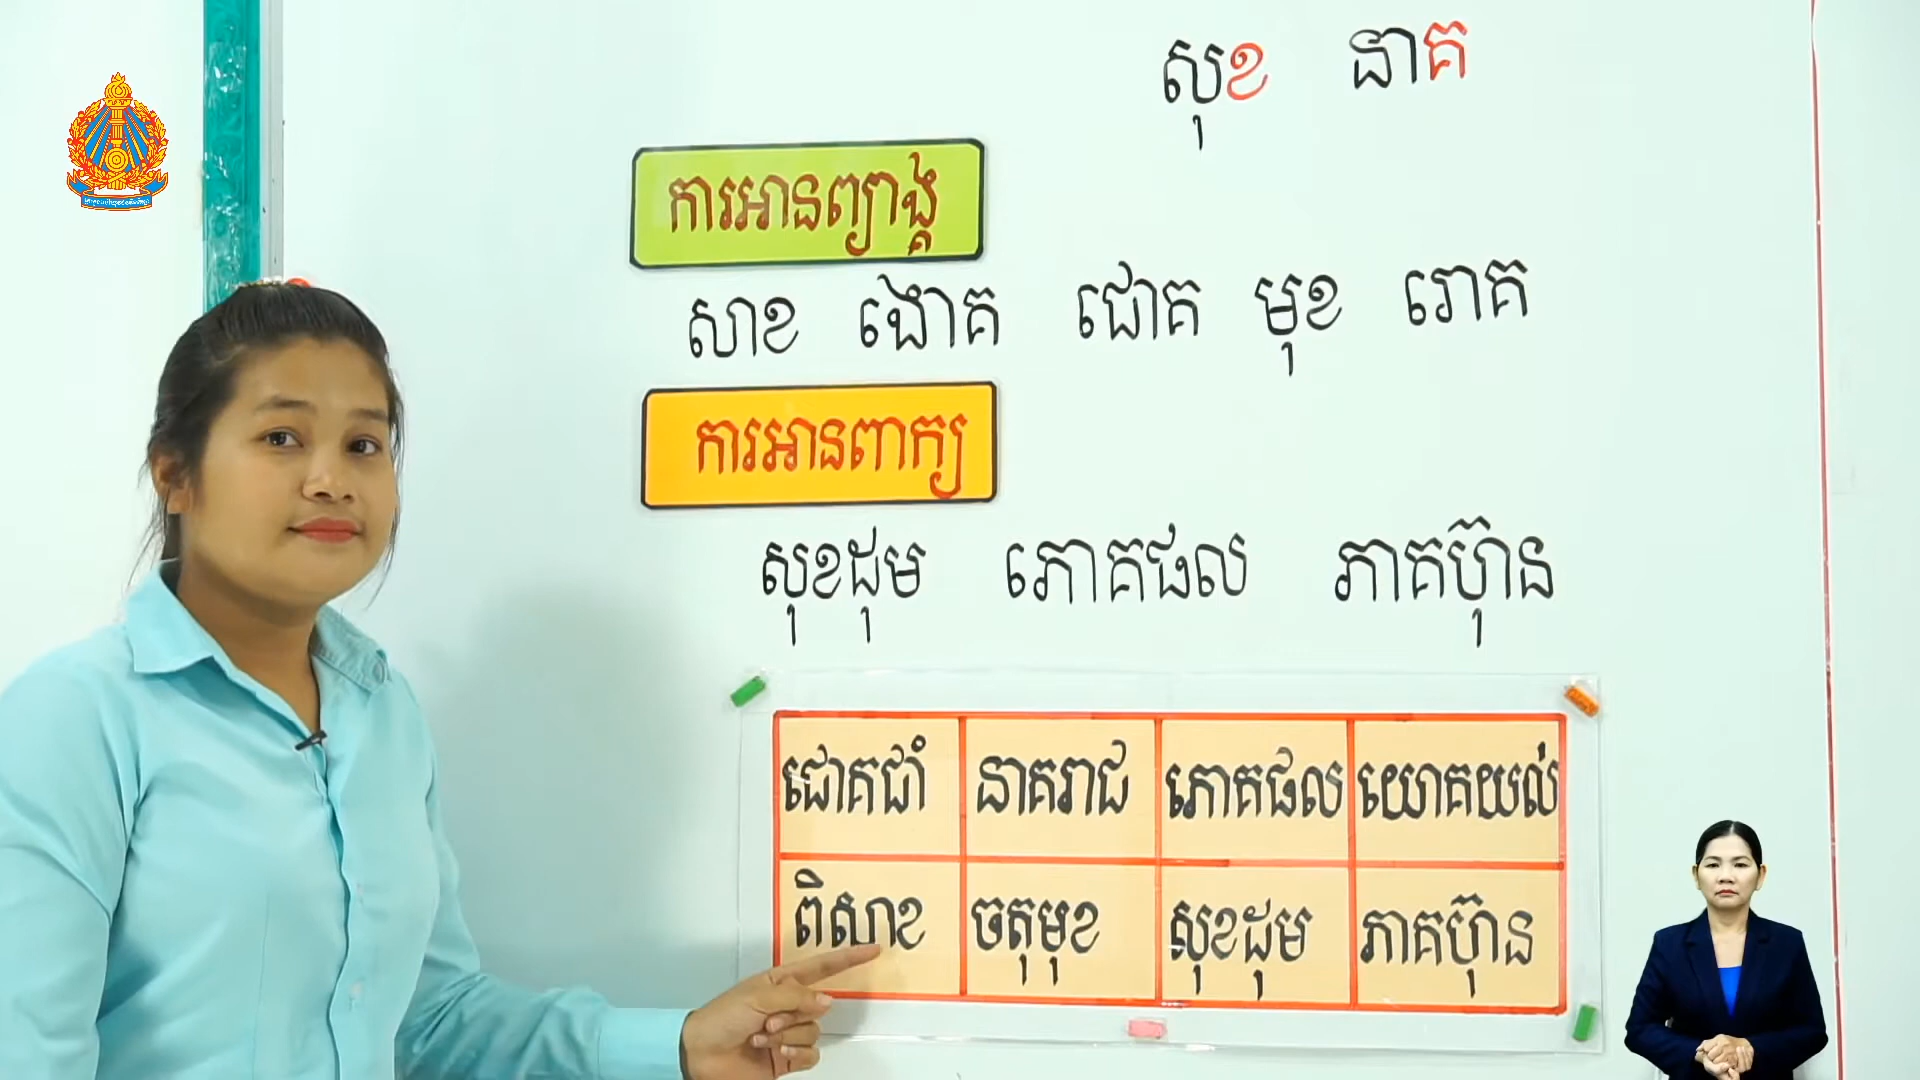 សុខ នាគ
ការអានព្យាង្គ
សាខ ងោគ ជោគ មុខ រោគ
ការអានពាក្យ
សុខដុម ភោគផល ភាគហ៊ុន
ជោគជាំ នាគរាជ ភោគផល យោគយល់
ពិសាខ ចតុមុខ សុខដុម ភាគហ៊ុន